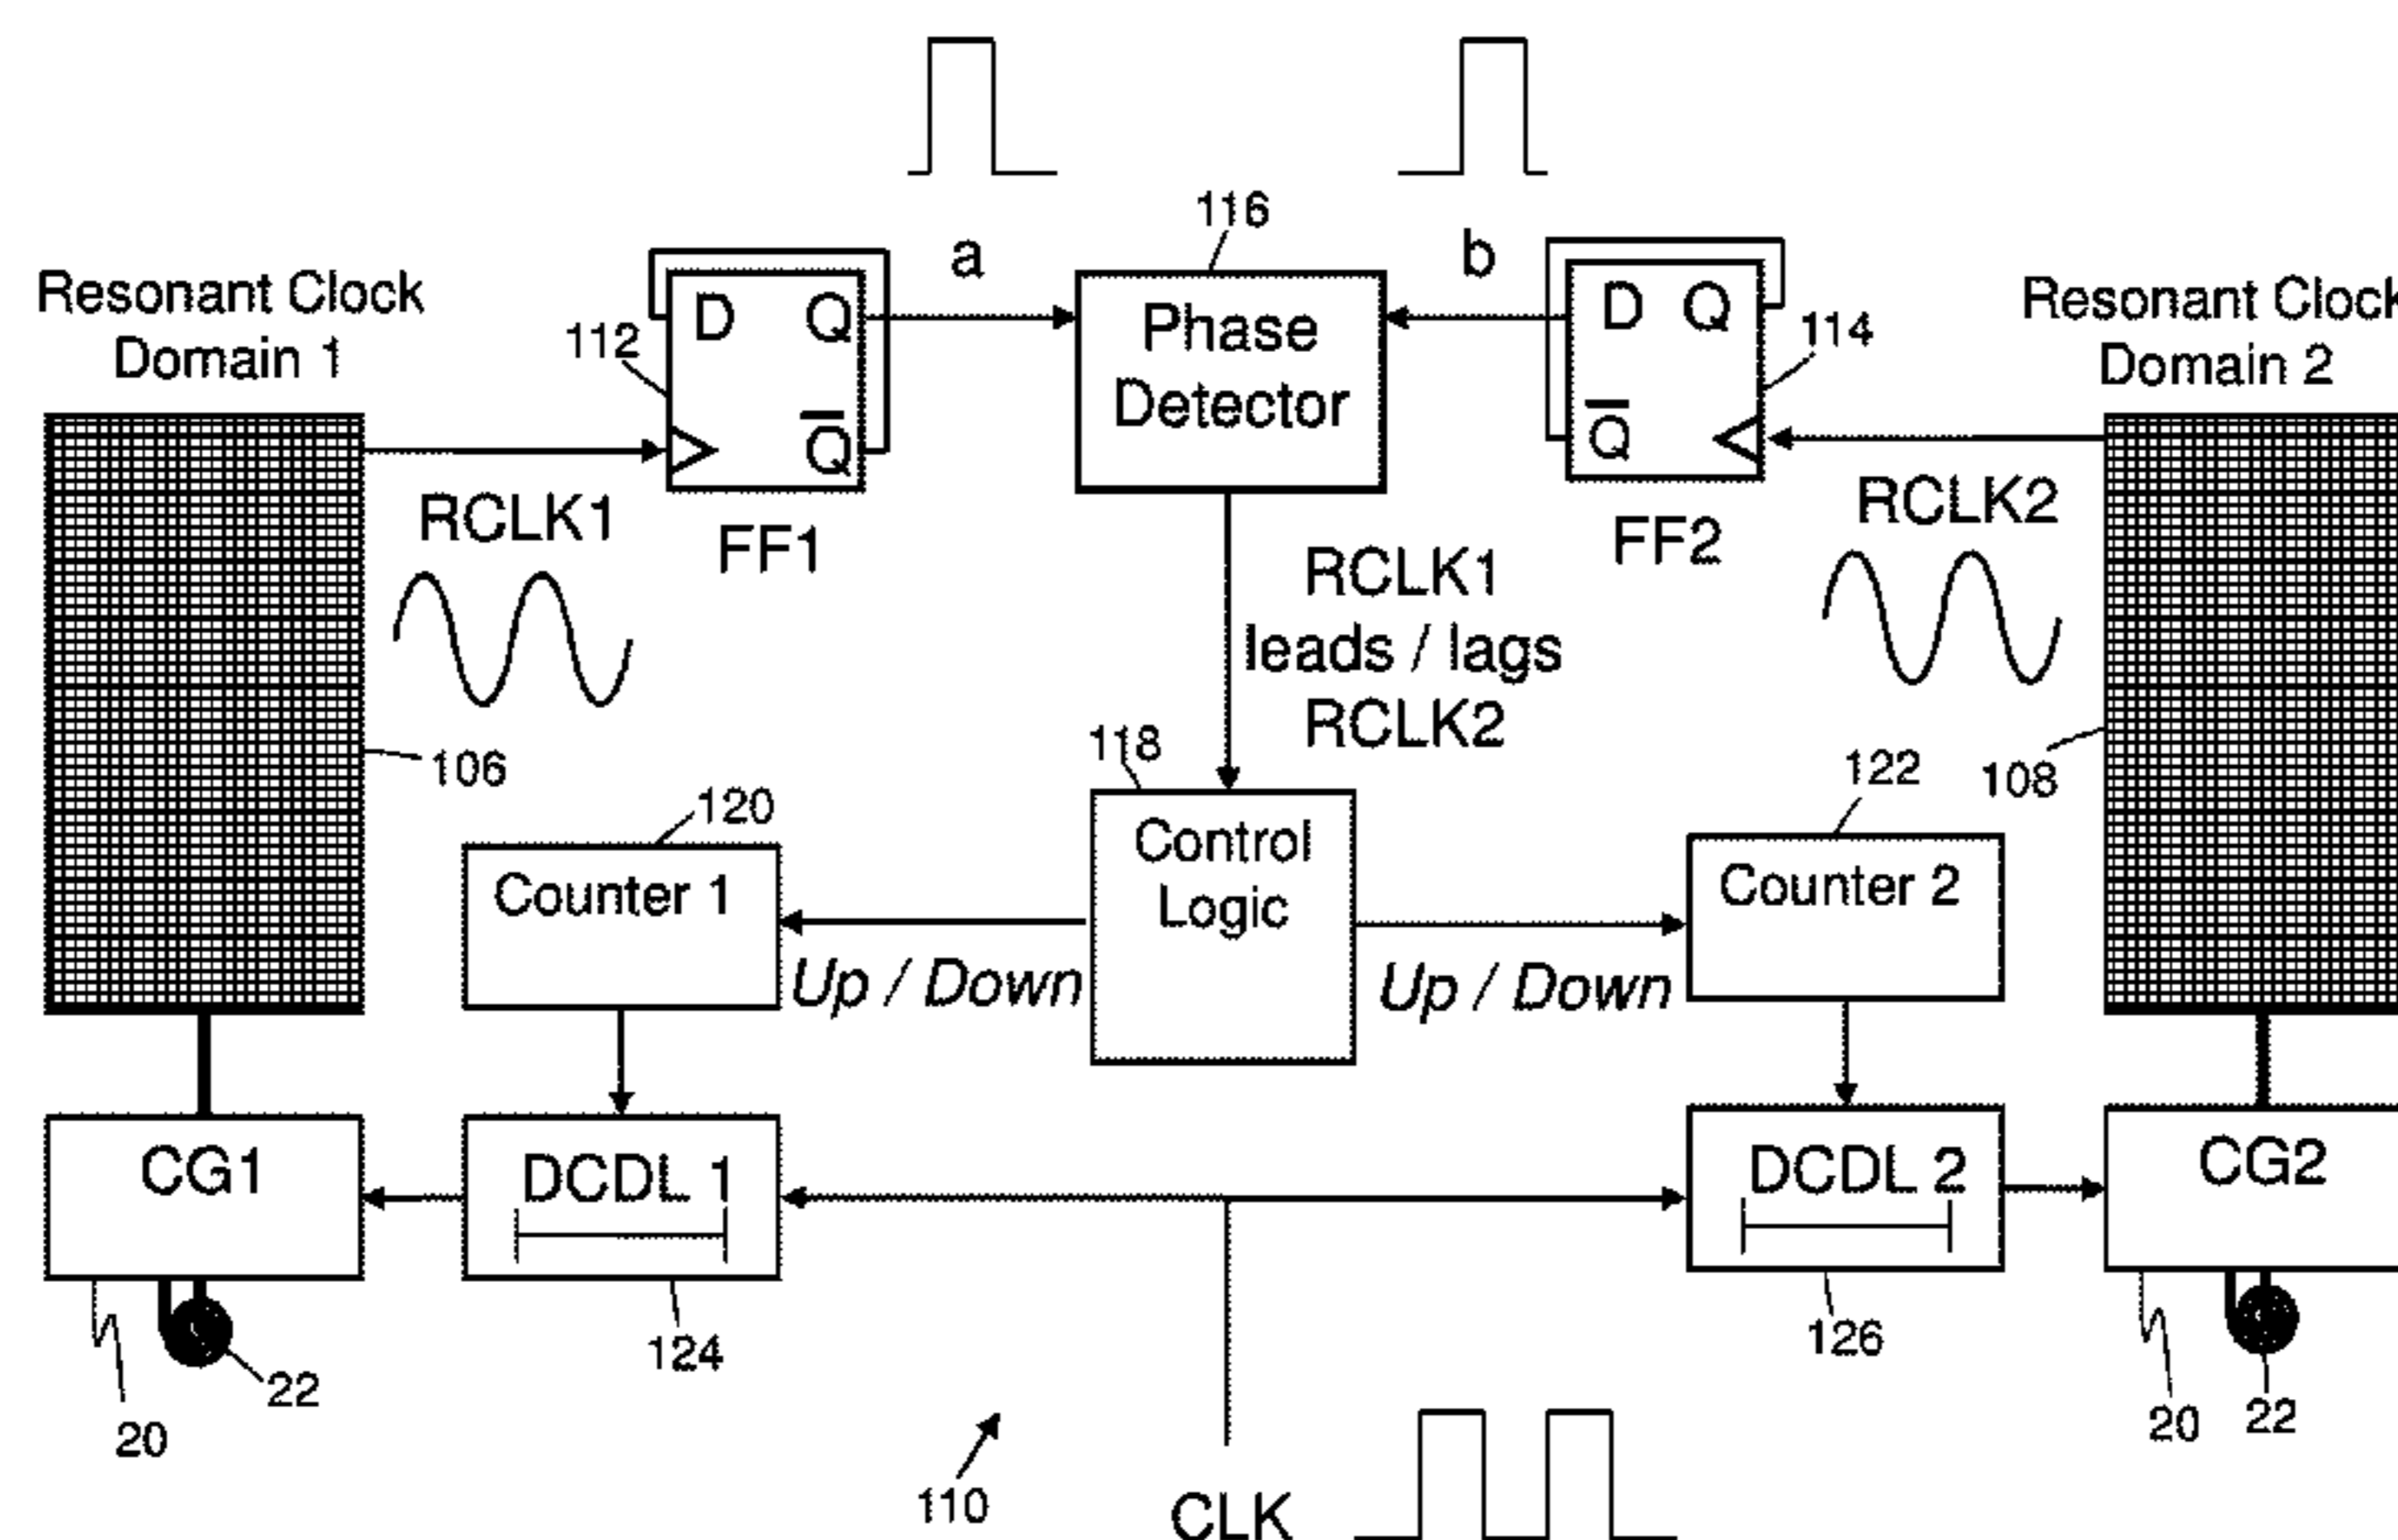 116
a
b
Resonant Clock
Domain 1
112
D Q
Q
FF1
Phase
Detector
D Q
Q
FF2
114
Resonant Clock
Domain 2
RCLK1
RCLK2
RCLK1
leads / lags
RCLK2
106
108
118
120
122
Counter 1
Control
Logic
Counter 2
Up / Down
Up / Down
CG1
DCDL 1
DCDL 2
CG2
124
126
22
20
20
22
110
CLK